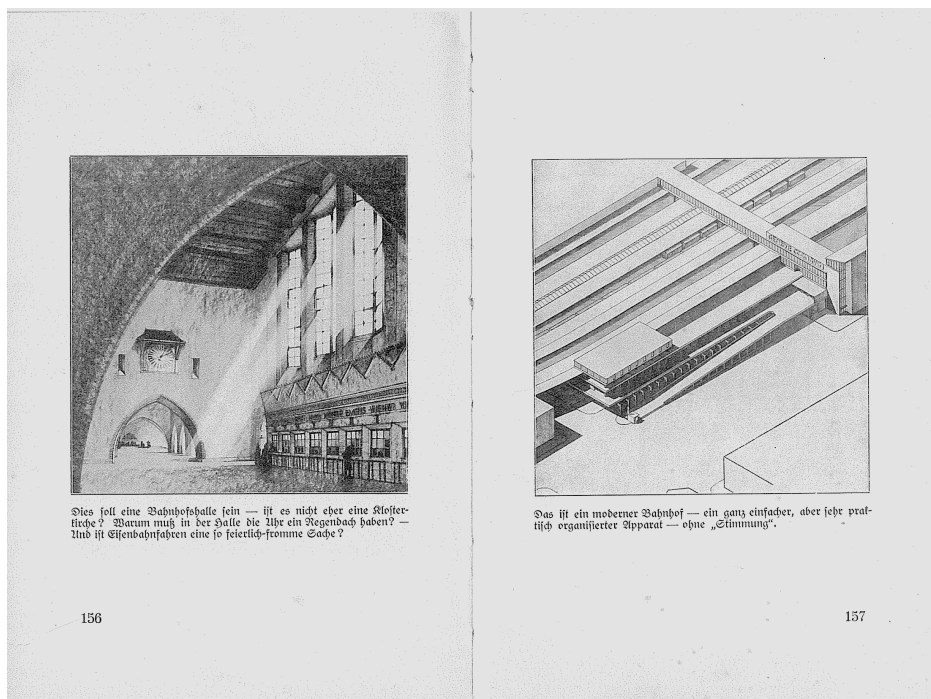 Dies soll eine Bahnhofshalle sein — ist es nicht eher eine Kloster-
kirche? Warum muß in der Halle die Uhr ein Regendach haben? —
Und ist Eisenbahnfahren eine so feierlich-fromme Sache?
156
Das ist ein moderner Bahnhof — ein ganz einfacher, aber sehr prak-
tisch organisierter Apparat — ohne „Stimmung“.
157